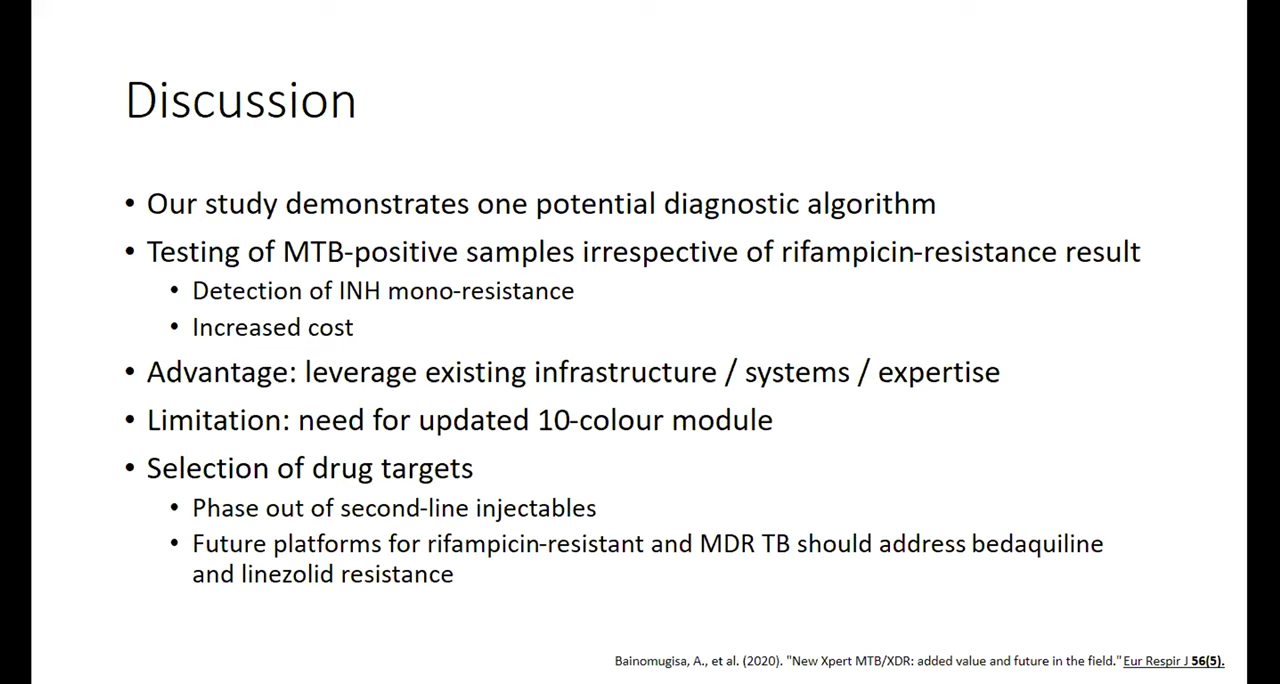 Discussion
• Our study demonstrates one potential diagnostic algorithm
• Testing of MTB-positive samples irrespective of rifampicin-resistance result
• Detection of INH mono-resistance
• Increased cost
• Advantage: leverage existing infrastructure / systems / expertise
• Limitation: need for updated 10-colour module
• Selection of drug targets
• Phase out of second-line injectables
• Future platforms for rifampicin-resistant and MDR TB should address bedaquiline
and linezolid resistance
Bainomugisa, A., et al. (2020). "New Xpert MTB/XDR: added value and future in the field." Eur Respir J 56(5).